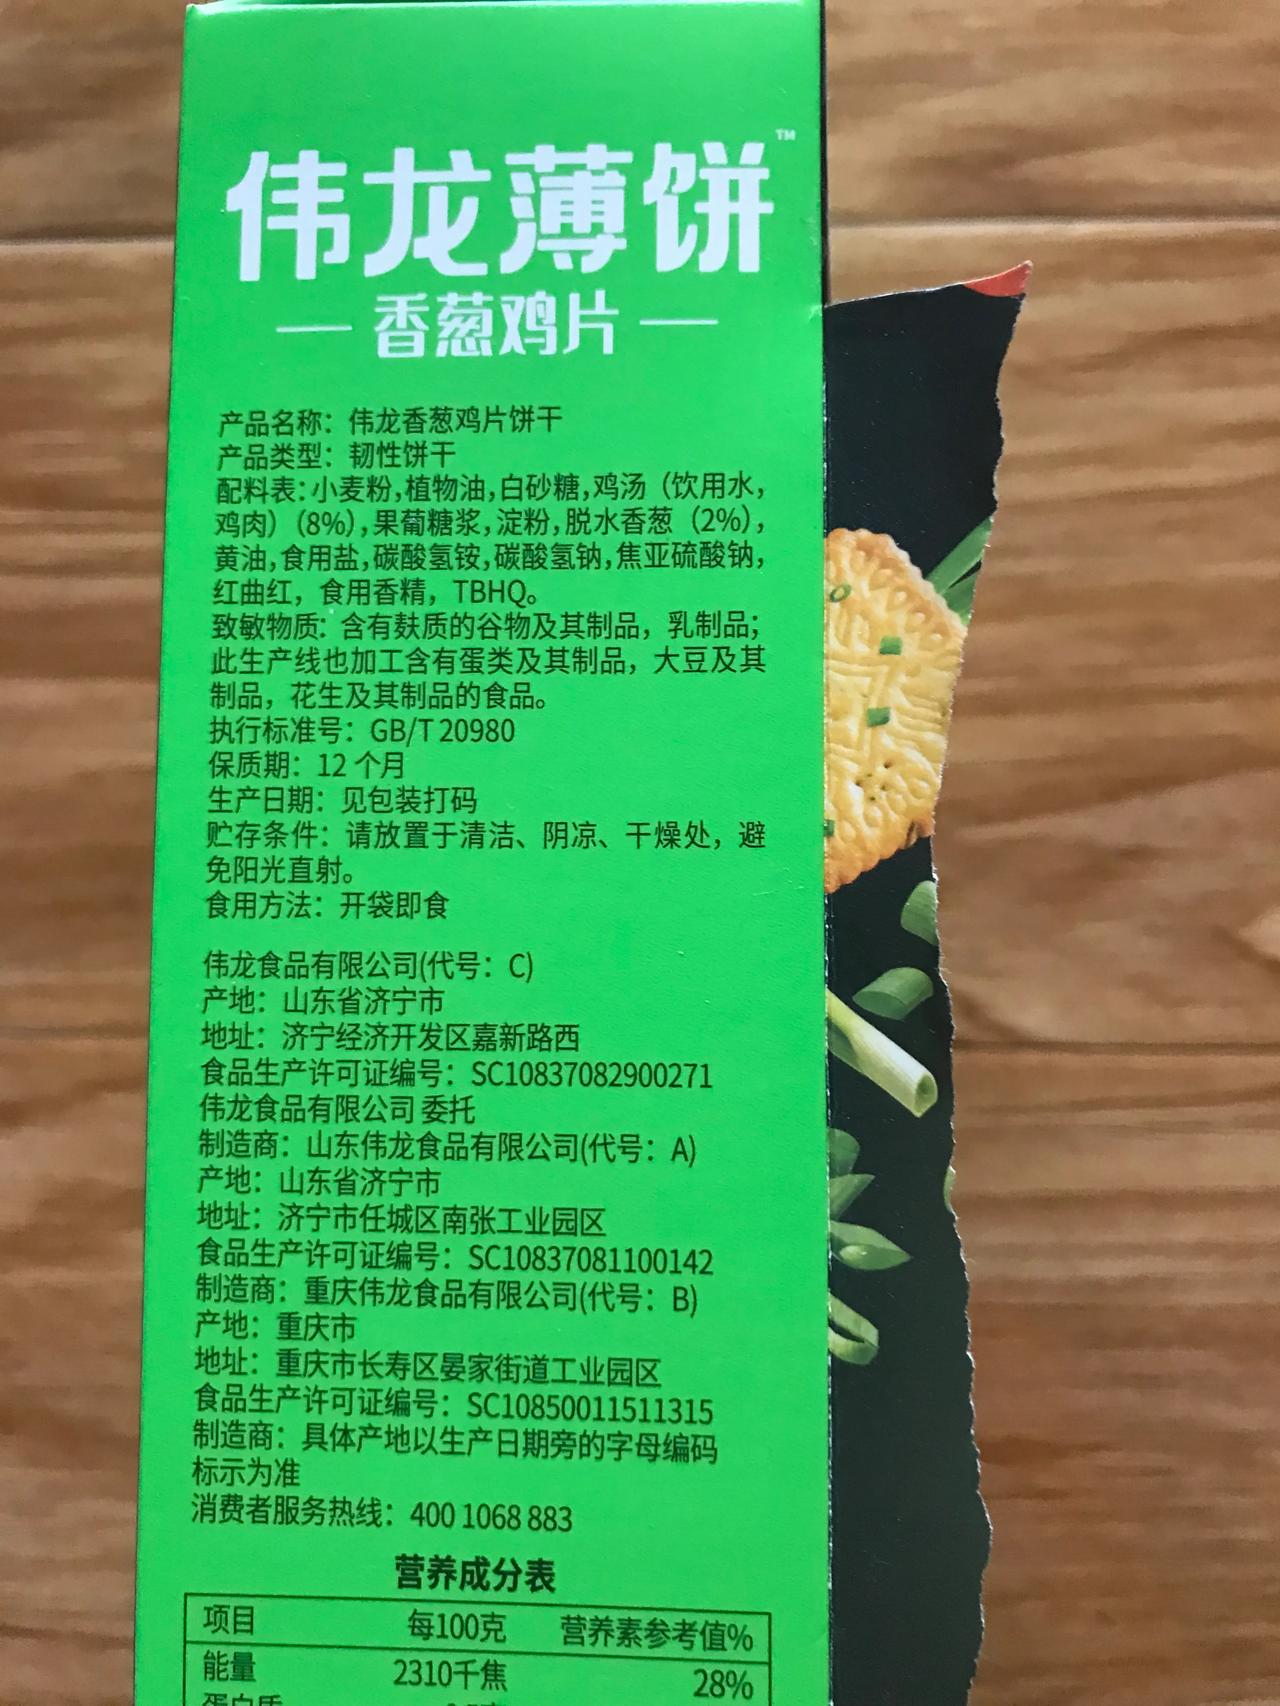 伟龙薄饼™
香葱鸡片
产品名称：伟龙香葱鸡片饼干
产品类型：韧性饼干
配料表：小麦粉，植物油，白砂糖，鸡汤（饮用水，
鸡肉）（8%），果葡糖浆，淀粉，脱水香葱（2%），
黄油，食用盐，碳酸氢铵，碳酸氢钠，焦亚硫酸钠，
红曲红，食用香精，TBHQ。
致敏物质：含有麸质的谷物及其制品，乳制品；
此生产线也加工含有蛋类及其制品，大豆及其
制品，花生及其制品的食品。
执行标准号：GB/T 20980
保质期：12 个月
生产日期：见包装打码
贮存条件：请放置于清洁、阴凉、干燥处，避
免阳光直射。
食用方法：开袋即食
伟龙食品有限公司(代号：C)
产地：山东省济宁市
地址：济宁经济开发区嘉新路西
食品生产许可证编号：SC10837082900271
伟龙食品有限公司 委托
制造商：山东伟龙食品有限公司(代号：A)
产地：山东省济宁市
地址：济宁市任城区南张工业园区
食品生产许可证编号：SC10837081100142
制造商：重庆伟龙食品有限公司(代号：B)
产地：重庆市
地址：重庆市长寿区晏家街道工业园区
食品生产许可证编号：SC10850011511315
制造商：具体产地以生产日期旁的字母编码
标示为准
消费者服务热线：400 1068 883
营养成分表
项目 每100克 营养素参考值%
能量 2310千焦 28%
蛋白质